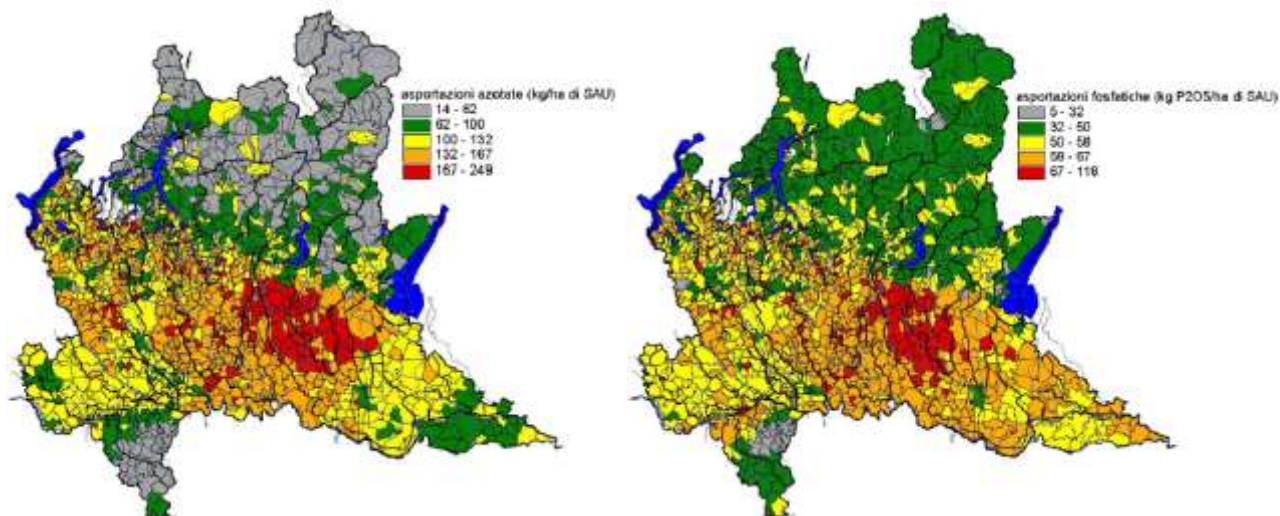 asportazioni azotate (kg/ha di SAU)
14 - 62
62 - 100
100 - 132
132 - 167
167 - 249
asportazioni fosfatiche (kg P2O5/ha di SAU)
5 - 32
32 - 50
50 - 58
58 - 67
67 - 116